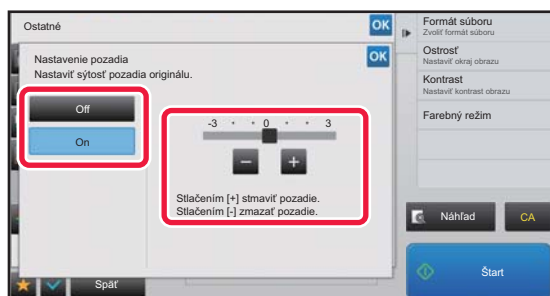 Ostatné
OK
Nastavenie pozadia
OK
Nastaviť sýtosť pozadia originálu.
Off
On
-3 0 3
Stlačením [+] stmaviť pozadie.
Stlačením [-] zmazať pozadie.
Späť
Formát súboru
Zvoliť formát súboru
Ostrosť
Nastaviť okraj obrazu
Kontrast
Nastaviť kontrast obrazu
Farebný režim
Náhľad
CA
Štart